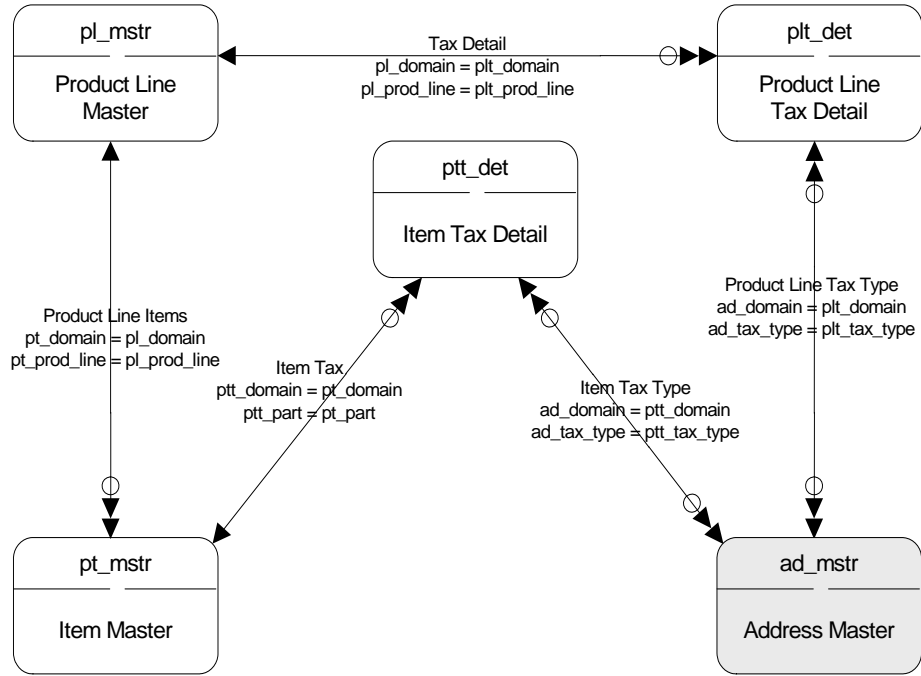 pl_mstr
Product Line
Master
Tax Detail
pl_domain = plt_domain
pl_prod_line = plt_prod_line
plt_det
Product Line
Tax Detail
ptt_det
Item Tax Detail
Product Line Items
pt_domain = pl_domain
pt_prod_line = pl_prod_line
Product Line Tax Type
ad_domain = plt_domain
ad_tax_type = plt_tax_type
Item Tax
ptt_domain = pt_domain
ptt_part = pt_part
Item Tax Type
ad_domain = ptt_domain
ad_tax_type = ptt_tax_type
pt_mstr
Item Master
ad_mstr
Address Master